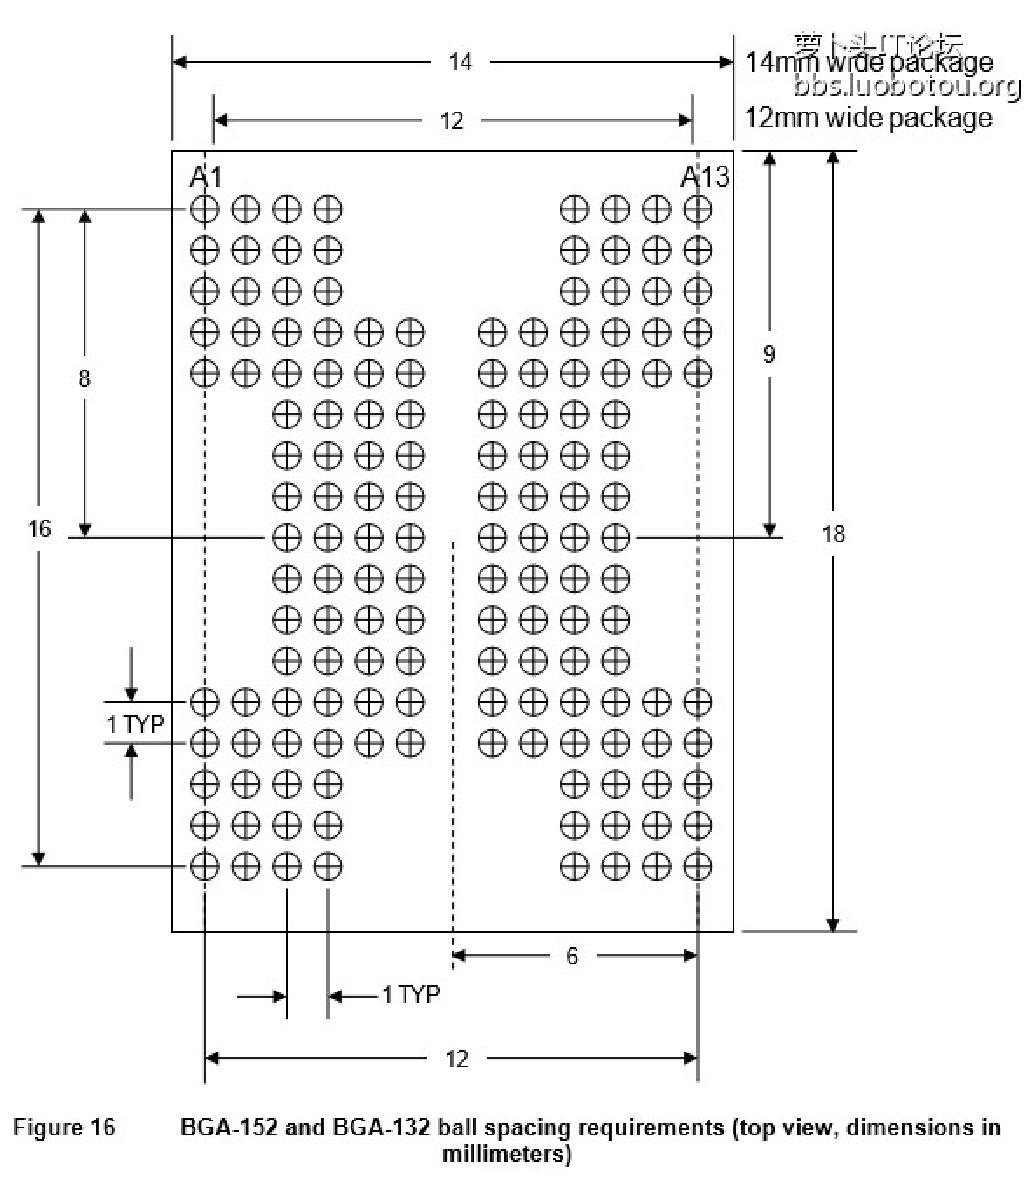 萝卜头IT论坛
14
14mm wide package
bbs.luobotou.org
12
12mm wide package
A1
A13
9
8
16
18
1 TYP
6
1 TYP
12
Figure 16 BGA-152 and BGA-132 ball spacing requirements (top view, dimensions in
millimeters)